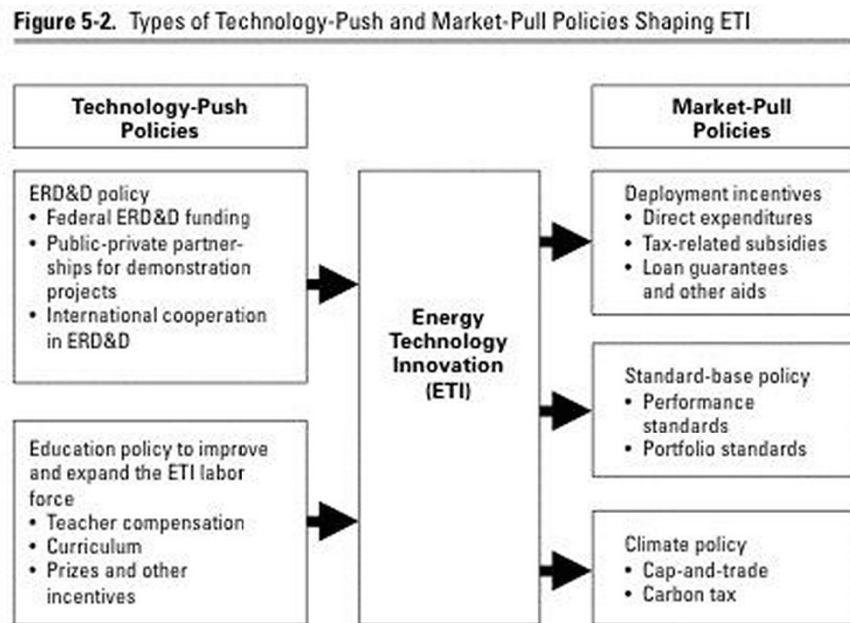 Figure 5-2. Types of Technology-Push and Market-Pull Policies Shaping ETI
Technology-Push
Policies
ERD&D policy
• Federal ERD&D funding
• Public-private partner-
ships for demonstration
projects
• International cooperation
in ERD&D
Education policy to improve
and expand the ETI labor
force
• Teacher compensation
• Curriculum
• Prizes and other
incentives
Energy
Technology
Innovation
(ETI)
Market-Pull
Policies
Deployment incentives
• Direct expenditures
• Tax-related subsidies
• Loan guarantees
and other aids
Standard-base policy
• Performance
standards
• Portfolio standards
Climate policy
• Cap-and-trade
• Carbon tax